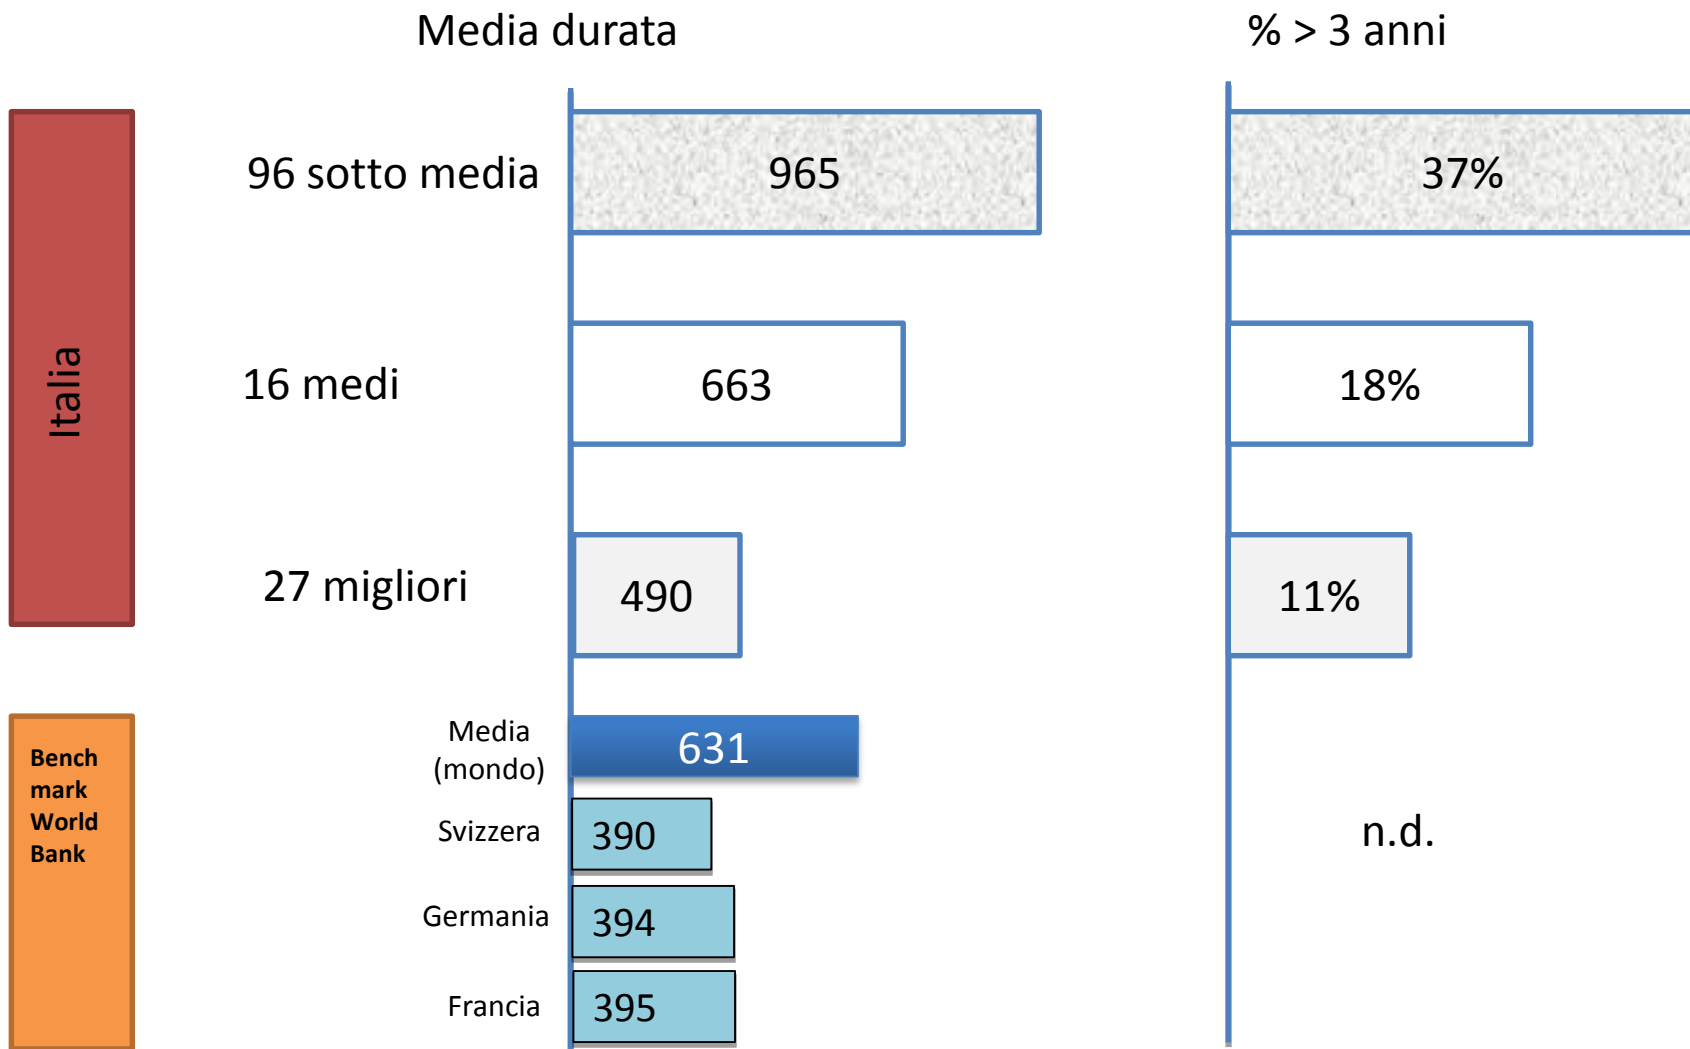 Media durata
% > 3 anni
Italia
96 sotto media
965
37%
16 medi
663
18%
27 migliori
490
11%
Bench
mark
World
Bank
Media
(mondo)
631
Svizzera
390
n.d.
Germania
394
Francia
395